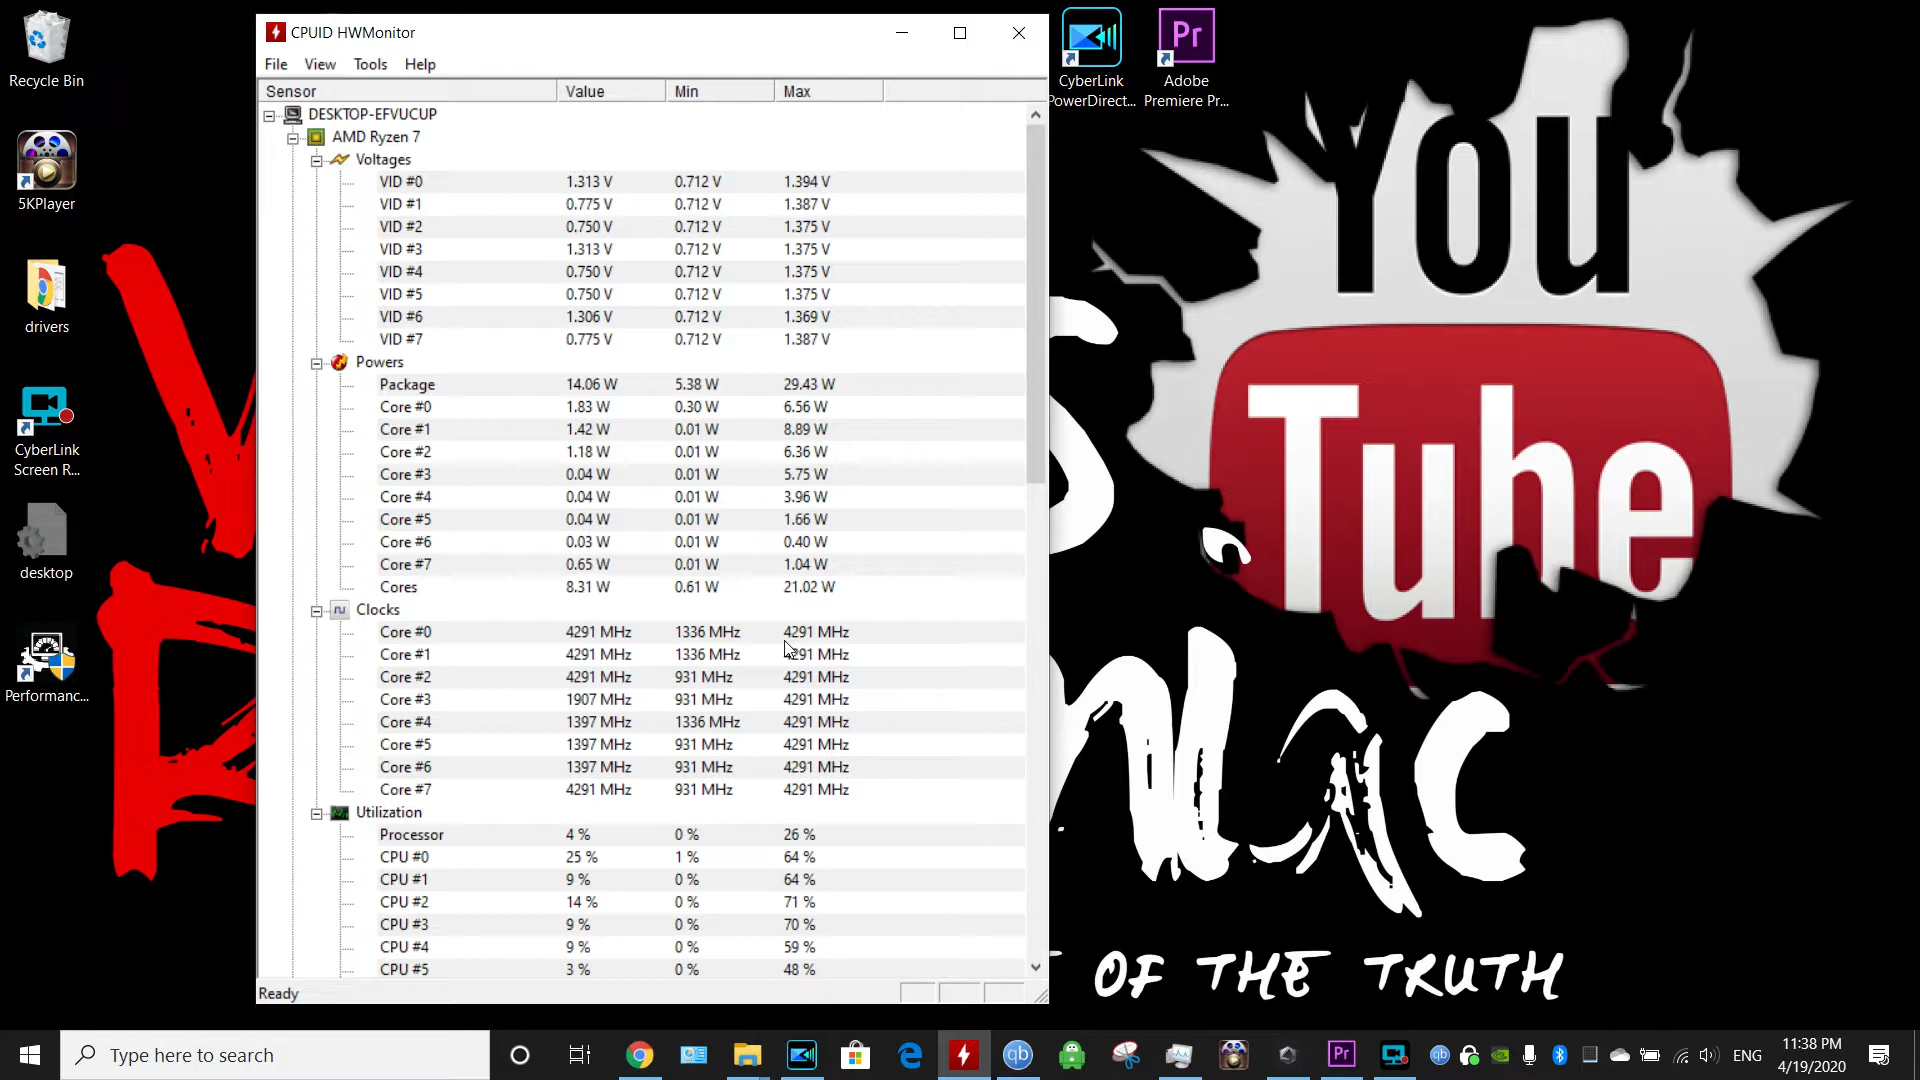 Recycle Bin
5KPlayer
drivers
CyberLink
Screen R...
desktop
Performanc...
CPUID HWMonitor
File View Tools Help
Sensor Value Min Max
DESKTOP-EFVUCUP
AMD Ryzen 7
Voltages
VID #0 1.313 V 0.712 V 1.394 V
VID #1 0.775 V 0.712 V 1.387 V
VID #2 0.750 V 0.712 V 1.375 V
VID #3 1.313 V 0.712 V 1.375 V
VID #4 0.750 V 0.712 V 1.375 V
VID #5 0.750 V 0.712 V 1.375 V
VID #6 1.306 V 0.712 V 1.369 V
VID #7 0.775 V 0.712 V 1.387 V
Powers
Package 14.06 W 5.38 W 29.43 W
Core #0 1.83 W 0.30 W 6.56 W
Core #1 1.42 W 0.01 W 8.89 W
Core #2 1.18 W 0.01 W 6.36 W
Core #3 0.04 W 0.01 W 5.75 W
Core #4 0.04 W 0.01 W 3.96 W
Core #5 0.04 W 0.01 W 1.66 W
Core #6 0.03 W 0.01 W 0.40 W
Core #7 0.65 W 0.01 W 1.04 W
Cores 8.31 W 0.61 W 21.02 W
Clocks
Core #0 4291 MHz 1336 MHz 4291 MHz
Core #1 4291 MHz 1336 MHz 4291 MHz
Core #2 4291 MHz 931 MHz 4291 MHz
Core #3 1907 MHz 931 MHz 4291 MHz
Core #4 1397 MHz 1336 MHz 4291 MHz
Core #5 1397 MHz 931 MHz 4291 MHz
Core #6 1397 MHz 931 MHz 4291 MHz
Core #7 4291 MHz 931 MHz 4291 MHz
Utilization
Processor 4 % 0 % 26 %
CPU #0 25 % 1 % 64 %
CPU #1 9 % 0 % 64 %
CPU #2 14 % 0 % 71 %
CPU #3 9 % 0 % 70 %
CPU #4 9 % 0 % 59 %
CPU #5 3 % 0 % 48 %
Ready
CyberLink
PowerDirect...
Pr
Adobe
Premiere Pr...
You
Tube
OF THE TRUTH
Type here to search
qb
Pr
qb
ENG
11:38 PM
4/19/2020